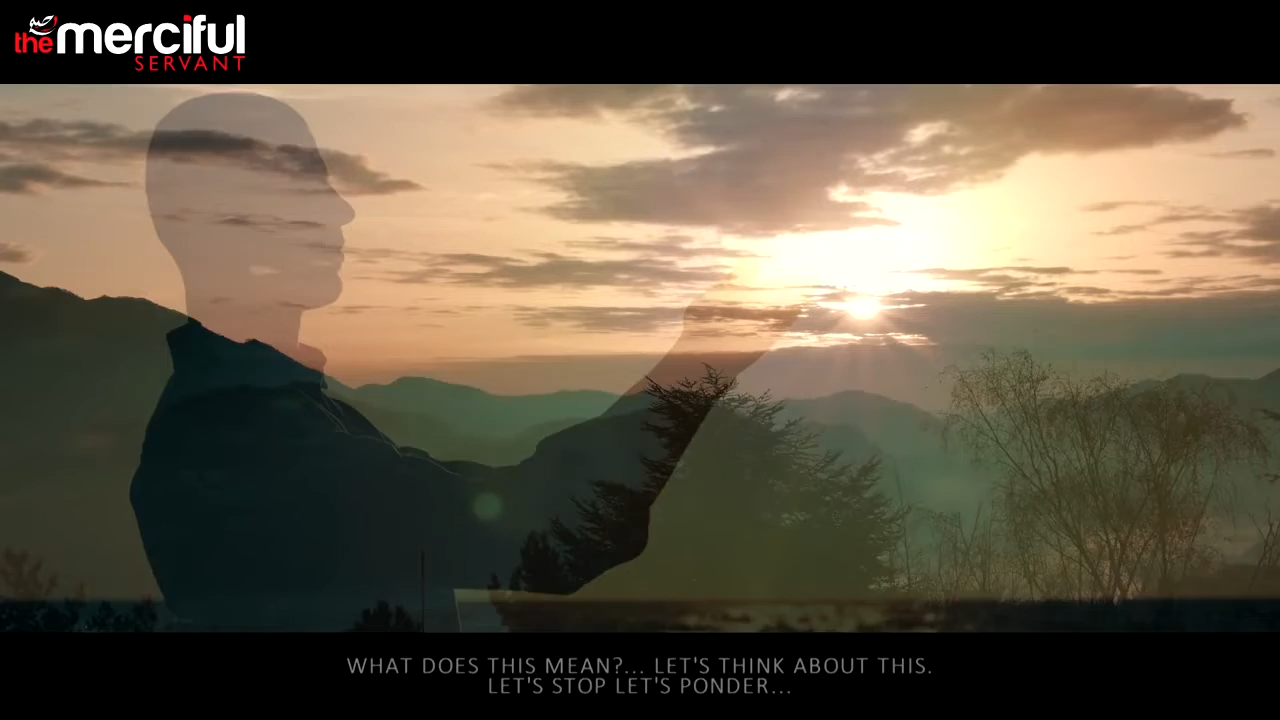 the merciful
SERVANT
WHAT DOES THIS MEAN?... LET'S THINK ABOUT THIS.
LET'S STOP LET'S PONDER...